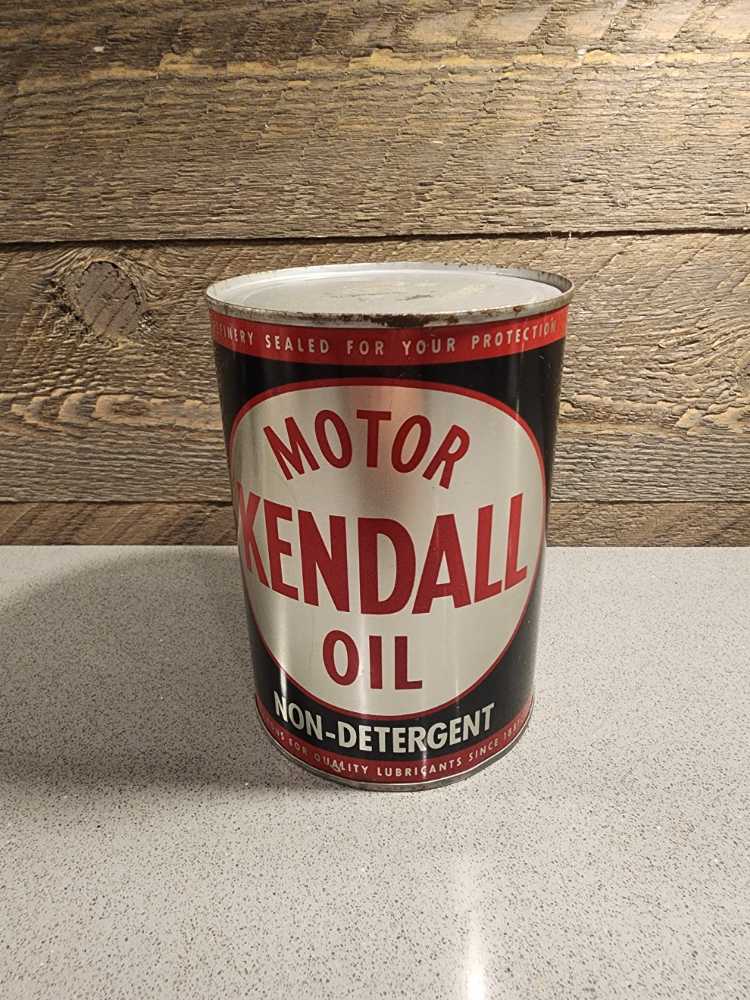 SEALED FOR YOUR PROTECTION
MOTOR
KENDALL
OIL
NON-DETERGENT
FOR QUALITY LUBRICANTS SINCE